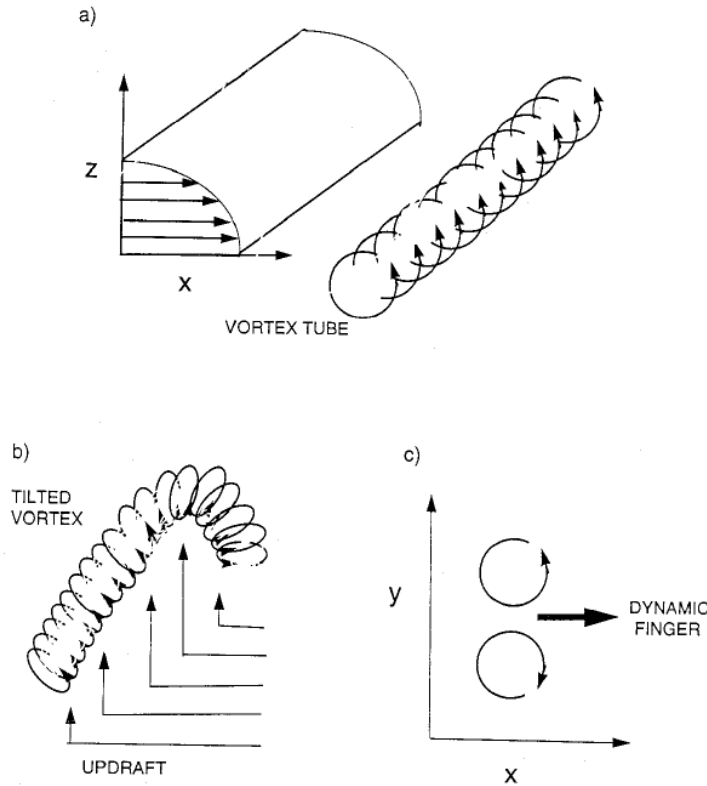 a)
Z
X
VORTEX TUBE
b)
TILTED
VORTEX
UPDRAFT
c)
y
x
DYNAMIC
FINGER